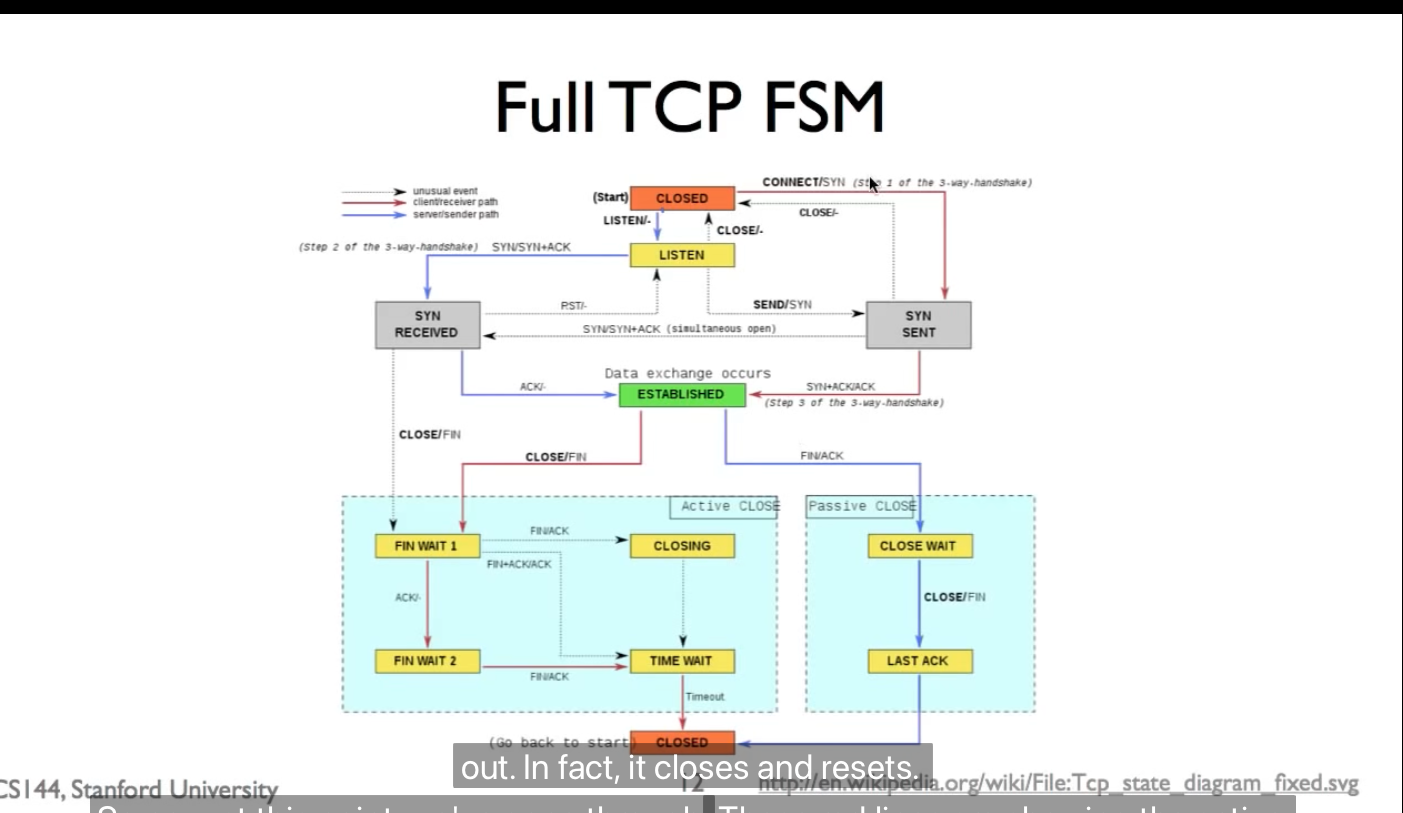 Full TCP FSM
unusual event
client/receiver path
server/sender path
(Start)
CLOSED
CONNECT/SYN (Step 1 of the 3-way-handshake)
CLOSE/-
LISTEN/-
CLOSE/-
(Step 2 of the 3-way-handshake) SYN/SYN+ACK
LISTEN
RST/-
SEND/SYN
SYN
RECEIVED
SYN
SENT
SYN/SYN+ACK (simultaneous open)
Data exchange occurs
ACK/-
ESTABLISHED
SYN+ACK/ACK
(Step 3 of the 3-way-handshake)
CLOSE/FIN
CLOSE/FIN
FIN/ACK
Active CLOSE
Passive CLOSE
FIN WAIT 1
FIN/ACK
CLOSING
CLOSE WAIT
FIN+ACK/ACK
ACK/-
CLOSE/FIN
FIN WAIT 2
FIN/ACK
TIME WAIT
LAST ACK
Timeout
(Go back to start)
CLOSED
out. In fact, it closes and resets.
CS144, Stanford University
12
http://en.wikipedia.org/wiki/File:Tcp_state_diagram_fixed.svg